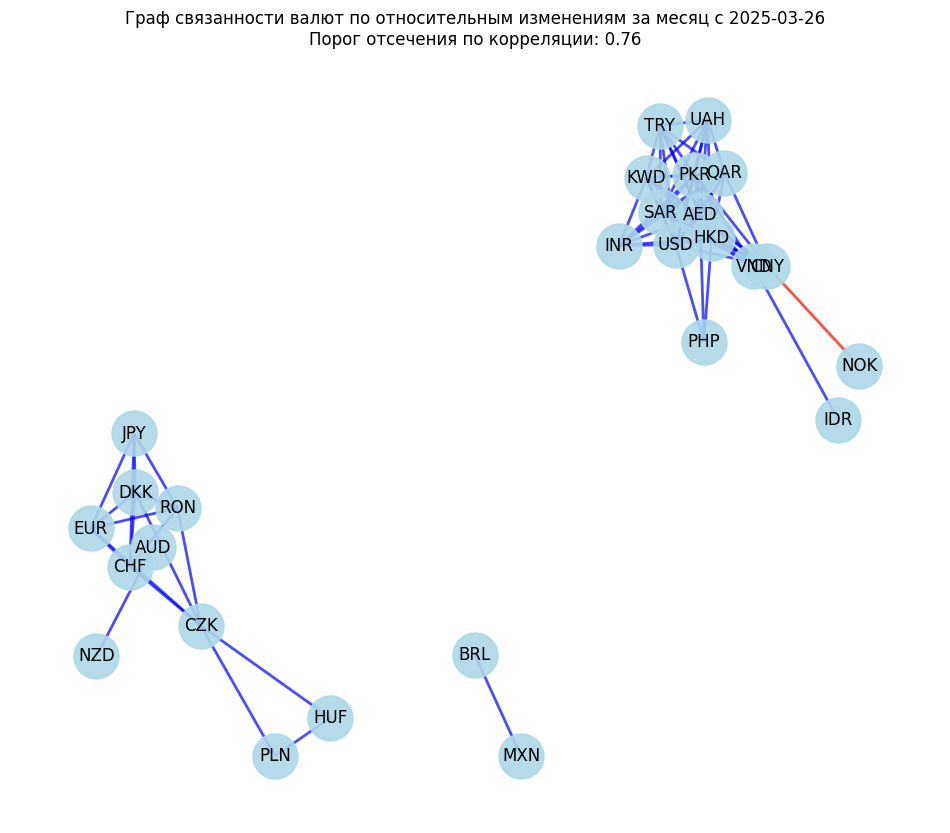 Граф связанности валют по относительным изменениям за месяц с 2025-03-26
Порог отсечения по корреляции: 0.76
TRY
UAH
KWD
PKR
QAR
SAR
AED
INR
USD
HKD
VND
CNY
PHP
NOK
IDR
JPY
DKK
RON
EUR
AUD
CHF
CZK
NZD
BRL
HUF
PLN
MXN